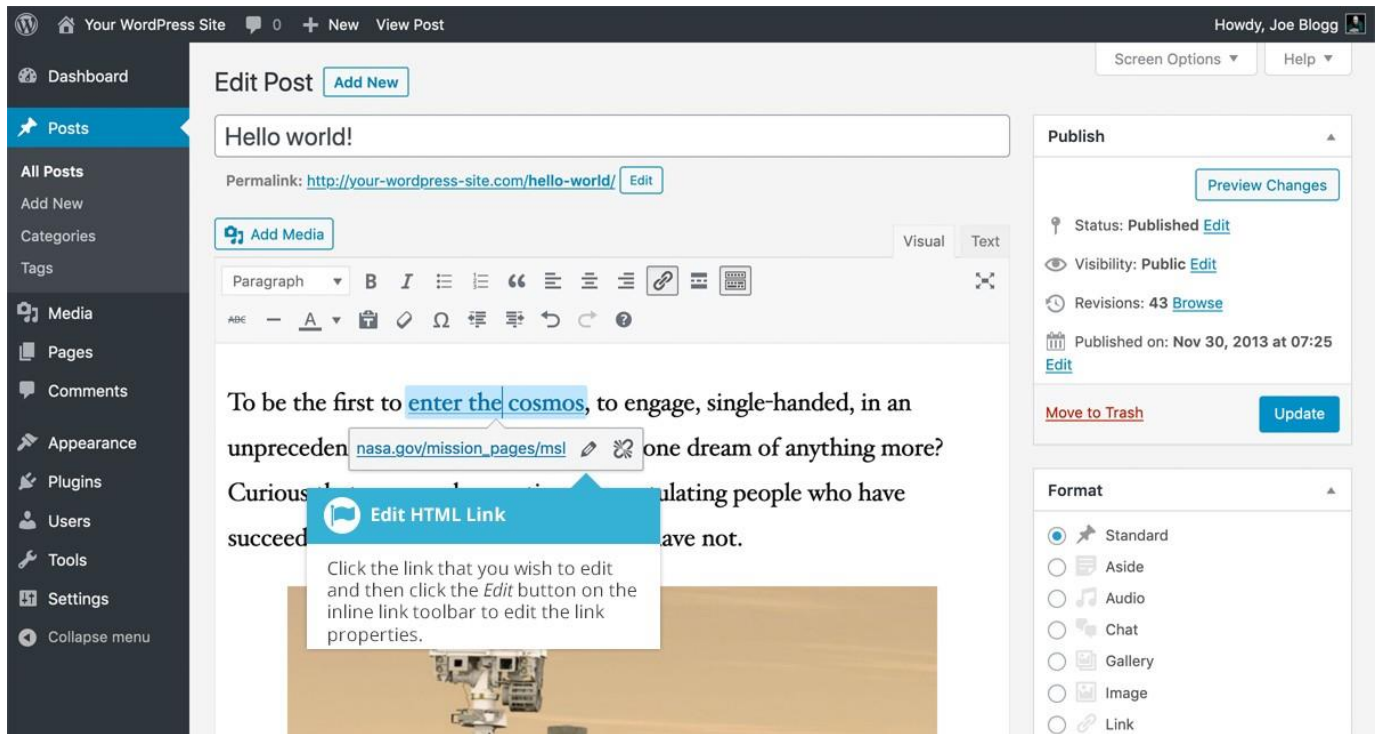 Your WordPress Site 0 + New View Post Howdy, Joe Blogg
Screen Options Help
Dashboard
Posts
All Posts
Add New
Categories
Tags
Media
Pages
Comments
Appearance
Plugins
Users
Tools
Settings
Collapse menu
Edit Post Add New
Hello world!
Permalink: http://your-wordpress-site.com/hello-world/ Edit
Add Media
Visual Text
Paragraph B I
ABC A Ω
To be the first to enter the cosmos, to engage, single-handed, in an
nasa.gov/mission_pages/msl one dream of anything more?
people who have
not.
Edit HTML Link
Click the link that you wish to edit
and then click the Edit button on the
inline link toolbar to edit the link
properties.
Publish
Preview Changes
Status: Published Edit
Visibility: Public Edit
Revisions: 43 Browse
Published on: Nov 30, 2013 at 07:25
Edit
Move to Trash Update
Format
Standard
Aside
Audio
Chat
Gallery
Image
Link